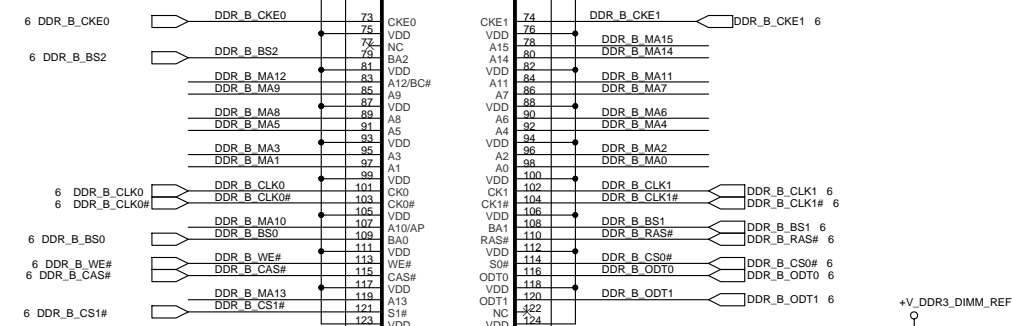 6 DDR_B_CKE0 DDR_B_CKE0 73 CKE0 CKE1 74 DDR_B_CKE1 DDR_B_CKE1 6
75 VDD VDD 76
77 NC A15 78 DDR_B_MA15
6 DDR_B_BS2 DDR_B_BS2 79 BA2 A14 80 DDR_B_MA14
81 VDD VDD 82
DDR_B_MA12 83 A12/BC# A11 84 DDR_B_MA11
DDR_B_MA9 85 A9 A7 86 DDR_B_MA7
87 VDD VDD 88
DDR_B_MA8 89 A8 A6 90 DDR_B_MA6
DDR_B_MA5 91 A5 A4 92 DDR_B_MA4
93 VDD VDD 94
DDR_B_MA3 95 A3 A2 96 DDR_B_MA2
DDR_B_MA1 97 A1 A0 98 DDR_B_MA0
99 VDD VDD 100
6 DDR_B_CLK0 DDR_B_CLK0 101 CK0 CK1 102 DDR_B_CLK1 DDR_B_CLK1 6
6 DDR_B_CLK0# DDR_B_CLK0# 103 CK0# CK1# 104 DDR_B_CLK1# DDR_B_CLK1# 6
105 VDD VDD 106
DDR_B_MA10 107 A10/AP BA1 108 DDR_B_BS1 DDR_B_BS1 6
6 DDR_B_BS0 DDR_B_BS0 109 BA0 RAS# 110 DDR_B_RAS# DDR_B_RAS# 6
111 VDD VDD 112
6 DDR_B_WE# DDR_B_WE# 113 WE# S0# 114 DDR_B_CS0# DDR_B_CS0# 6
6 DDR_B_CAS# DDR_B_CAS# 115 CAS# ODT0 116 DDR_B_ODT0 DDR_B_ODT0 6
117 VDD VDD 118
DDR_B_MA13 119 A13 ODT1 120 DDR_B_ODT1 DDR_B_ODT1 6
+V_DDR3_DIMM_REF
6 DDR_B_CS1# DDR_B_CS1# 121 S1# NC 122
123 VDD VDD 124